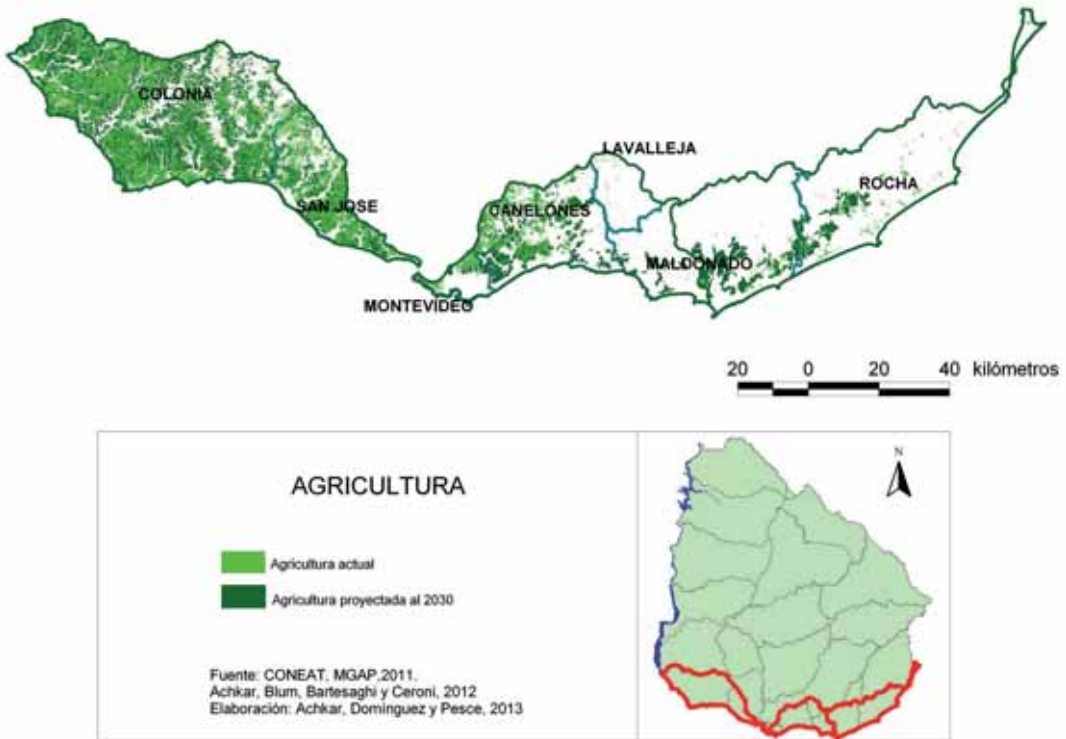 COLONIA
SAN JOSE
MONTEVIDEO
CANELONES
LAVALLEJA
MALDONADO
ROCHA
20 0 20 40 kilómetros
AGRICULTURA
Agricultura actual
Agricultura proyectada al 2030
Fuente: CONEAT, MGAP,2011.
Achkar, Blum, Bartesaghi y Ceroni, 2012
Elaboración: Achkar, Domínguez y Pesce, 2013
N